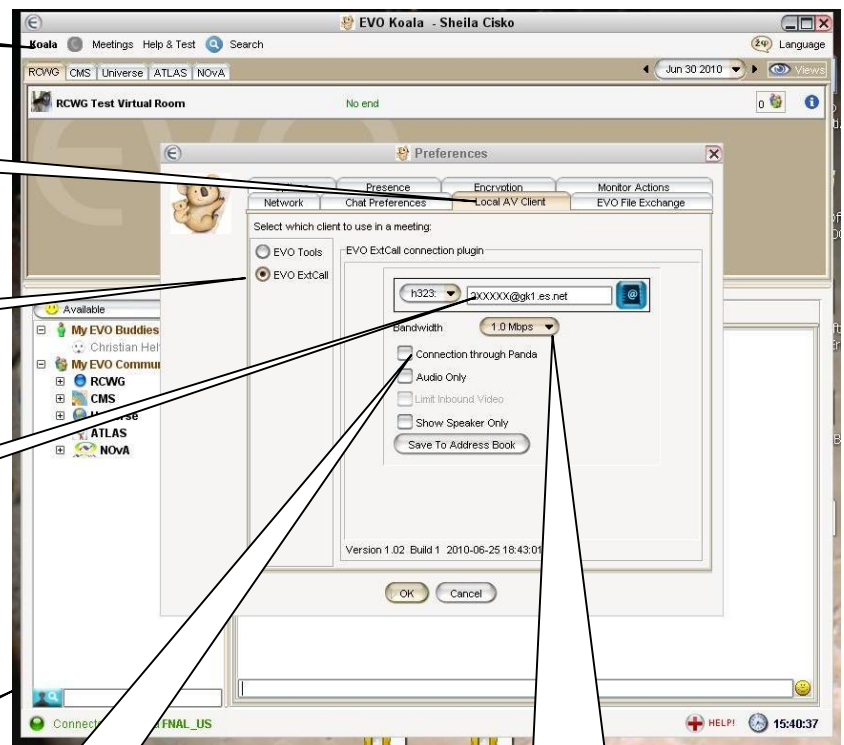 EVO Koala - Sheila Cisko
Koala Meetings Help & Test Search Language
RCWG CMS Universe ATLAS NOvA Jun 30 2010 Views
RCWG Test Virtual Room No end 0
Preferences
Presence Encryption Monitor Actions
Network Chat Preferences Local AV Client EVO File Exchange
Select which client to use in a meeting:
EVO Tools
EVO ExtCall
EVO ExtCall connection plugin
h323: XXXXX@gk1.es.net
Bandwidth 1.0 Mbps
Connection through Panda
Audio Only
Limit Inbound Video
Show Speaker Only
Save To Address Book
Version 1.02 Build 1 2010-06-25 18:43:01
OK Cancel
Available
My EVO Buddies
Christian
My EVO
RCWG
CMS
ATLAS
NOvA
FNAL_US
HELP! 15:40:37